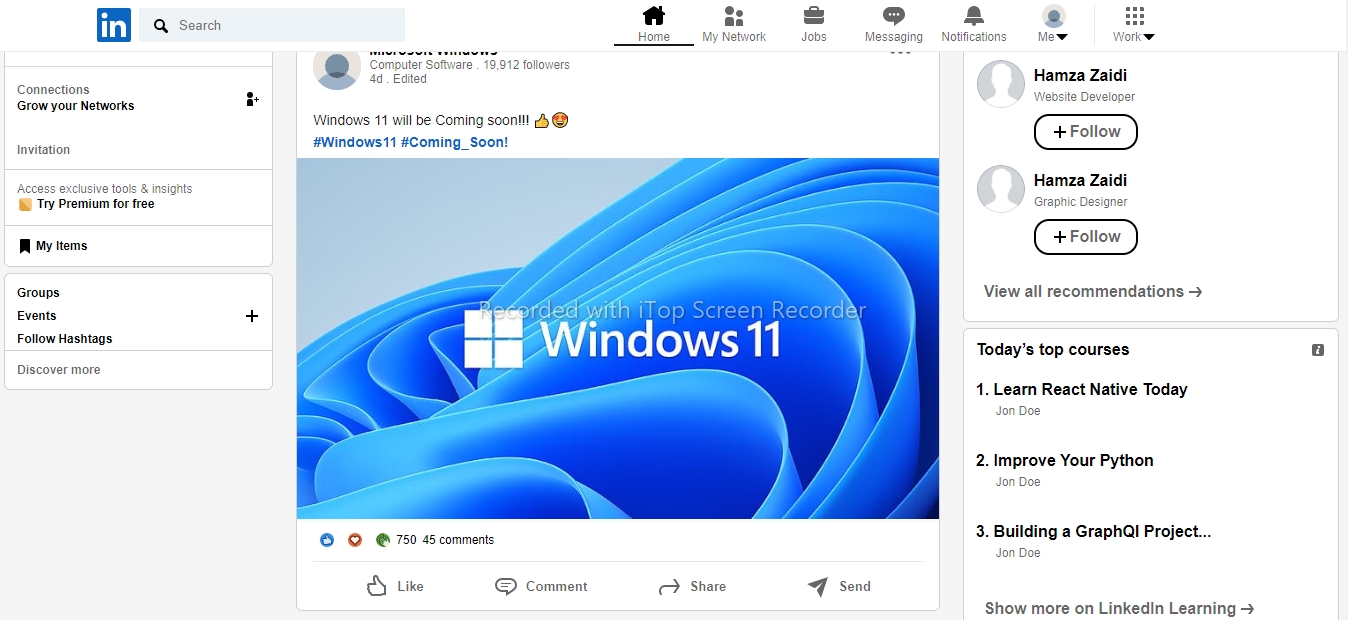 in
Search
Home
My Network
Jobs
Messaging
Notifications
Me
Work
Connections
Grow your Networks
Invitation
Access exclusive tools & insights
Try Premium for free
My Items
Groups
Events
Follow Hashtags
Discover more
Microsoft Windows
Computer Software . 19,912 followers
4d . Edited
Windows 11 will be Coming soon!!! 👍😍
#Windows11 #Coming_Soon!
Recorded with iTop Screen Recorder
Windows 11
750 45 comments
Like
Comment
Share
Send
Hamza Zaidi
Website Developer
+ Follow
Hamza Zaidi
Graphic Designer
+ Follow
View all recommendations →
Today’s top courses
1. Learn React Native Today
Jon Doe
2. Improve Your Python
Jon Doe
3. Building a GraphQl Project...
Jon Doe
Show more on LinkedIn Learning →